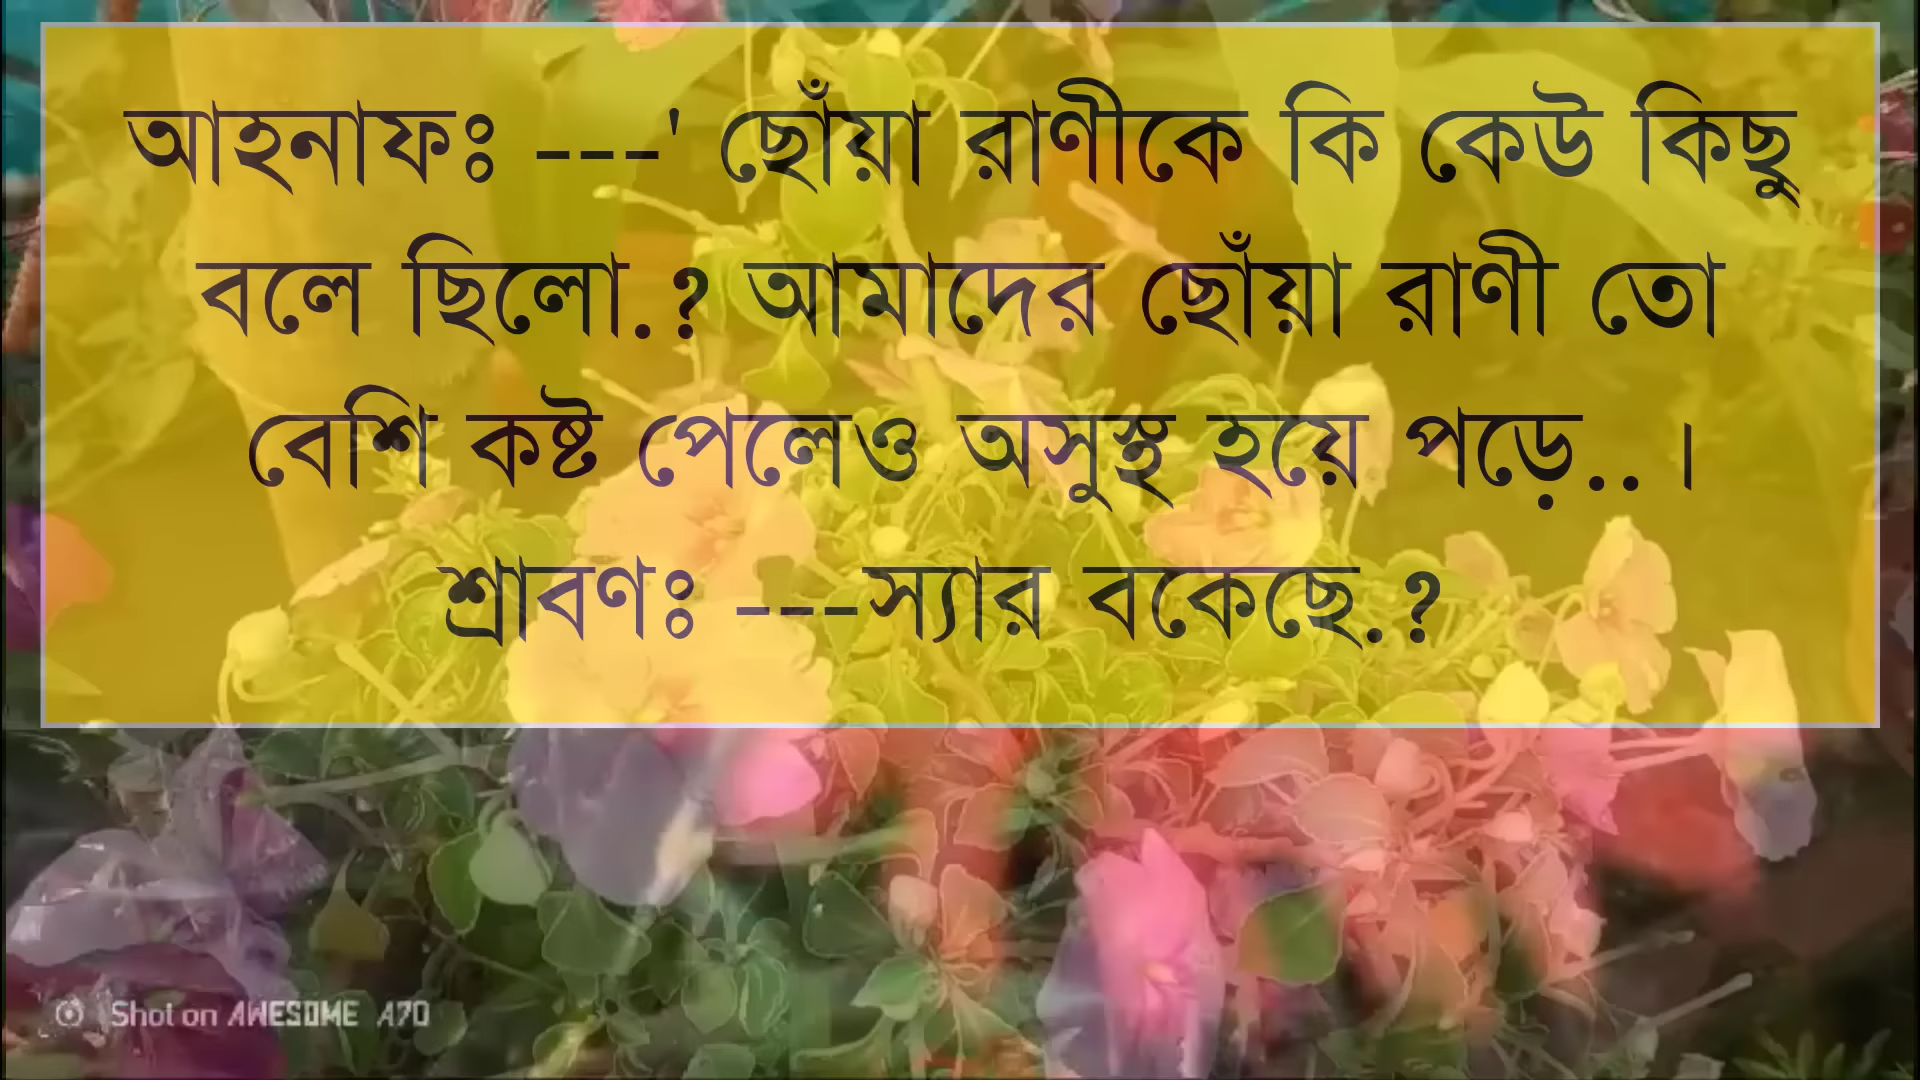 আহনাফঃ ---' ছোঁয়া রাণীকে কি কেউ কিছু
বলে ছিলো.? আমাদের ছোঁয়া রাণী তো
বেশি কষ্ট পেলেও অসুস্থ হয়ে পড়ে.. ।
শ্রাবণঃ ---স্যার বকেছে.?
Shot on AWESOME A70